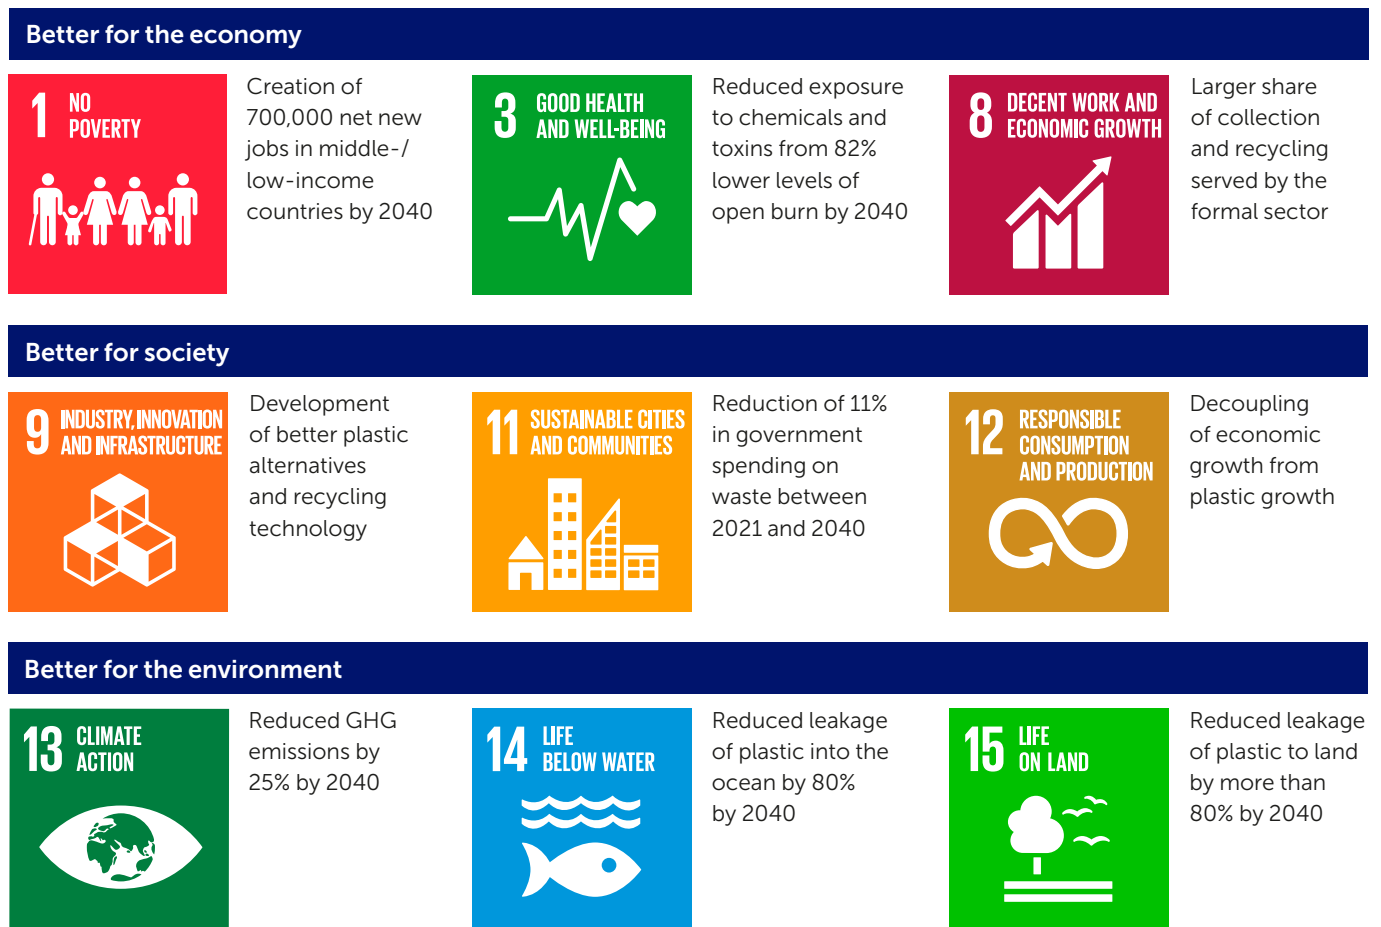 Better for the economy
1 NO
POVERTY
Creation of
700,000 net new
jobs in middle-/
low-income
countries by 2040
3 GOOD HEALTH
AND WELL-BEING
Reduced exposure
to chemicals and
toxins from 82%
lower levels of
open burn by 2040
8 DECENT WORK AND
ECONOMIC GROWTH
Larger share
of collection
and recycling
served by the
formal sector
Better for society
9 INDUSTRY, INNOVATION
AND INFRASTRUCTURE
Development
of better plastic
alternatives
and recycling
technology
11 SUSTAINABLE CITIES
AND COMMUNITIES
Reduction of 11%
in government
spending on
waste between
2021 and 2040
12 RESPONSIBLE
CONSUMPTION
AND PRODUCTION
Decoupling
of economic
growth from
plastic growth
Better for the environment
13 CLIMATE
ACTION
Reduced GHG
emissions by
25% by 2040
14 LIFE
BELOW WATER
Reduced leakage
of plastic into the
ocean by 80%
by 2040
15 LIFE
ON LAND
Reduced leakage
of plastic to land
by more than
80% by 2040